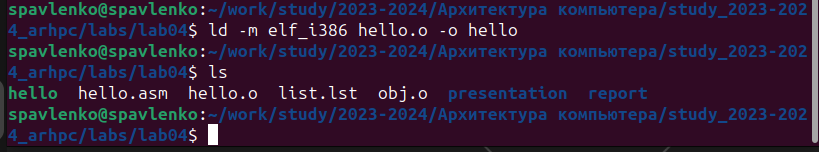 spavlenko@spavlenko:~/work/study/2023-2024/Архитектура компьютера/study_2023-202
4_arhpc/labs/lab04$ ld -m elf_i386 hello.o -o hello
spavlenko@spavlenko:~/work/study/2023-2024/Архитектура компьютера/study_2023-202
4_arhpc/labs/lab04$ ls
hello  hello.asm  hello.o  list.lst  obj.o  presentation  report
spavlenko@spavlenko:~/work/study/2023-2024/Архитектура компьютера/study_2023-202
4_arhpc/labs/lab04$